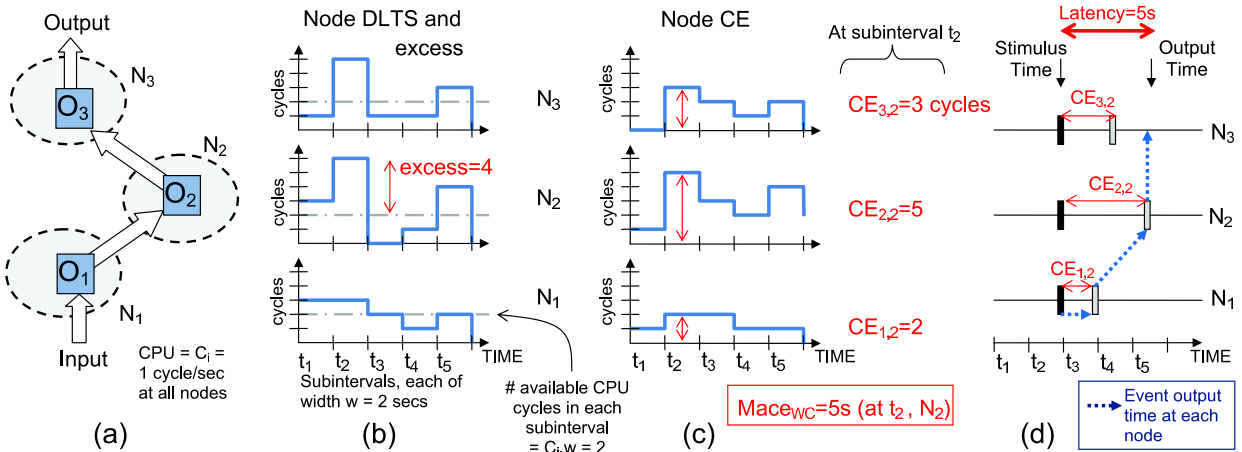 Output
N₃
O₃
N₂
O₂
O₁
N₁
Input
CPU = Cᵢ =
1 cycle/sec
at all nodes
(a)
Node DLTS and
excess
cycles
N₃
cycles
excess=4
N₂
cycles
N₁
t₁ t₂ t₃ t₄ t₅ TIME
Subintervals, each of
width w = 2 secs
# available CPU
cycles in each
subinterval
= Cᵢ.w = 2
(b)
Node CE
At subinterval t₂
cycles
CE₃,₂=3 cycles
cycles
CE₂,₂=5
cycles
CE₁,₂=2
t₁ t₂ t₃ t₄ t₅ TIME
Mace_WC=5s (at t₂ , N₂)
(c)
Latency=5s
Stimulus
Time
Output
Time
CE₃,₂
N₃
CE₂,₂
N₂
CE₁,₂
N₁
t₁ t₂ t₃ t₄ t₅ TIME
Event output
time at each
node
(d)